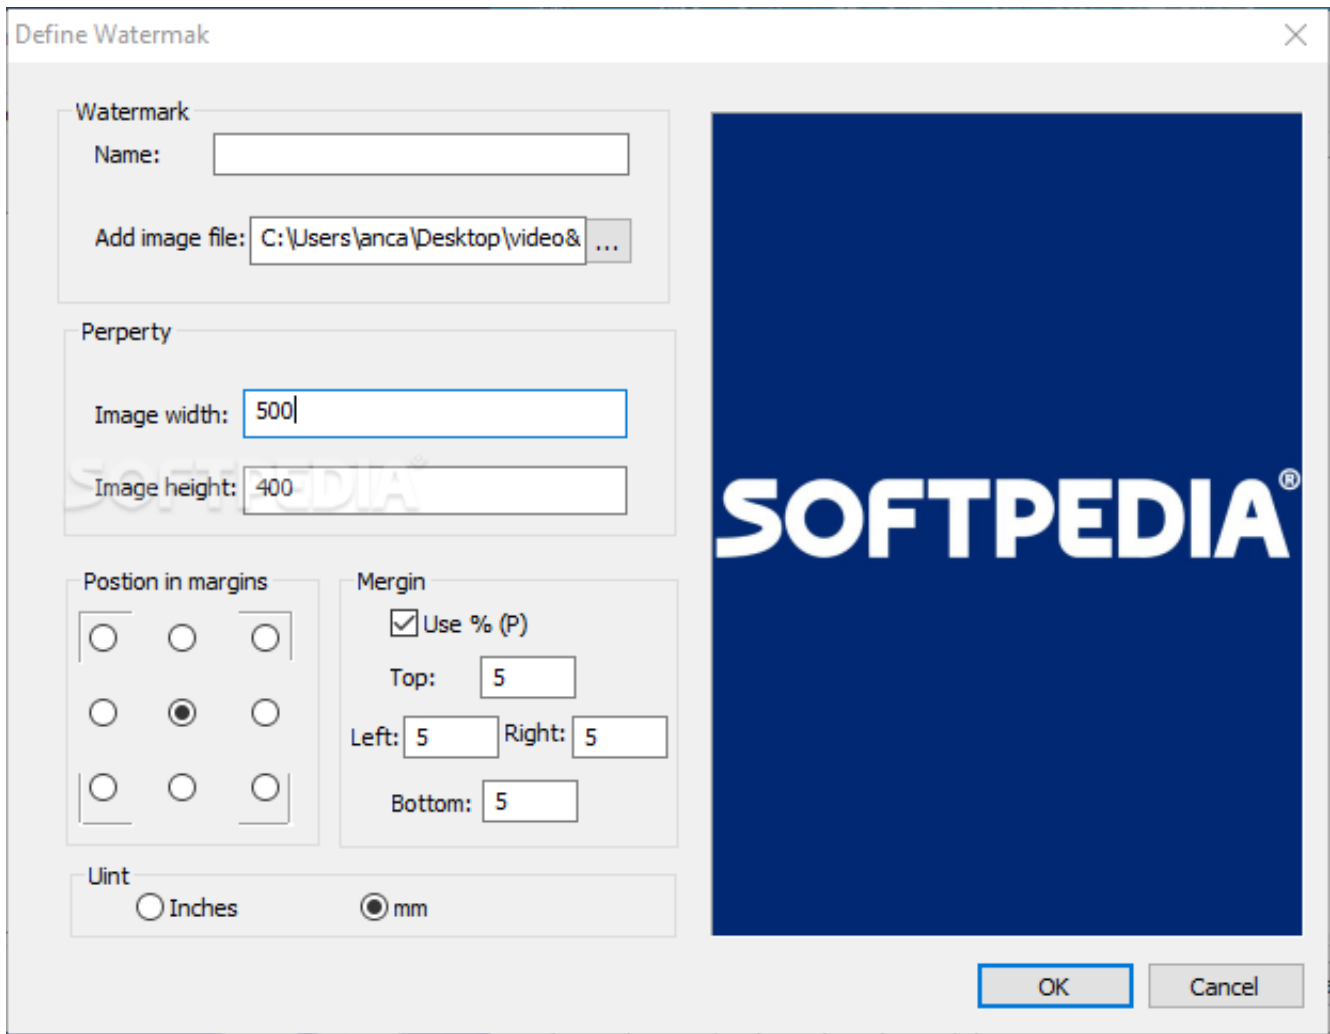 Define Watermak
Watermark
Name:
Add image file: C:\Users\anca\Desktop\video& ...
Perperty
Image width: 500
Image height: 400
SOFTPEDIA®
Postion in margins
Mergin
Use % (P)
Top: 5
Left: 5 Right: 5
Bottom: 5
Uint
Inches mm
SOFTPEDIA®
OK Cancel